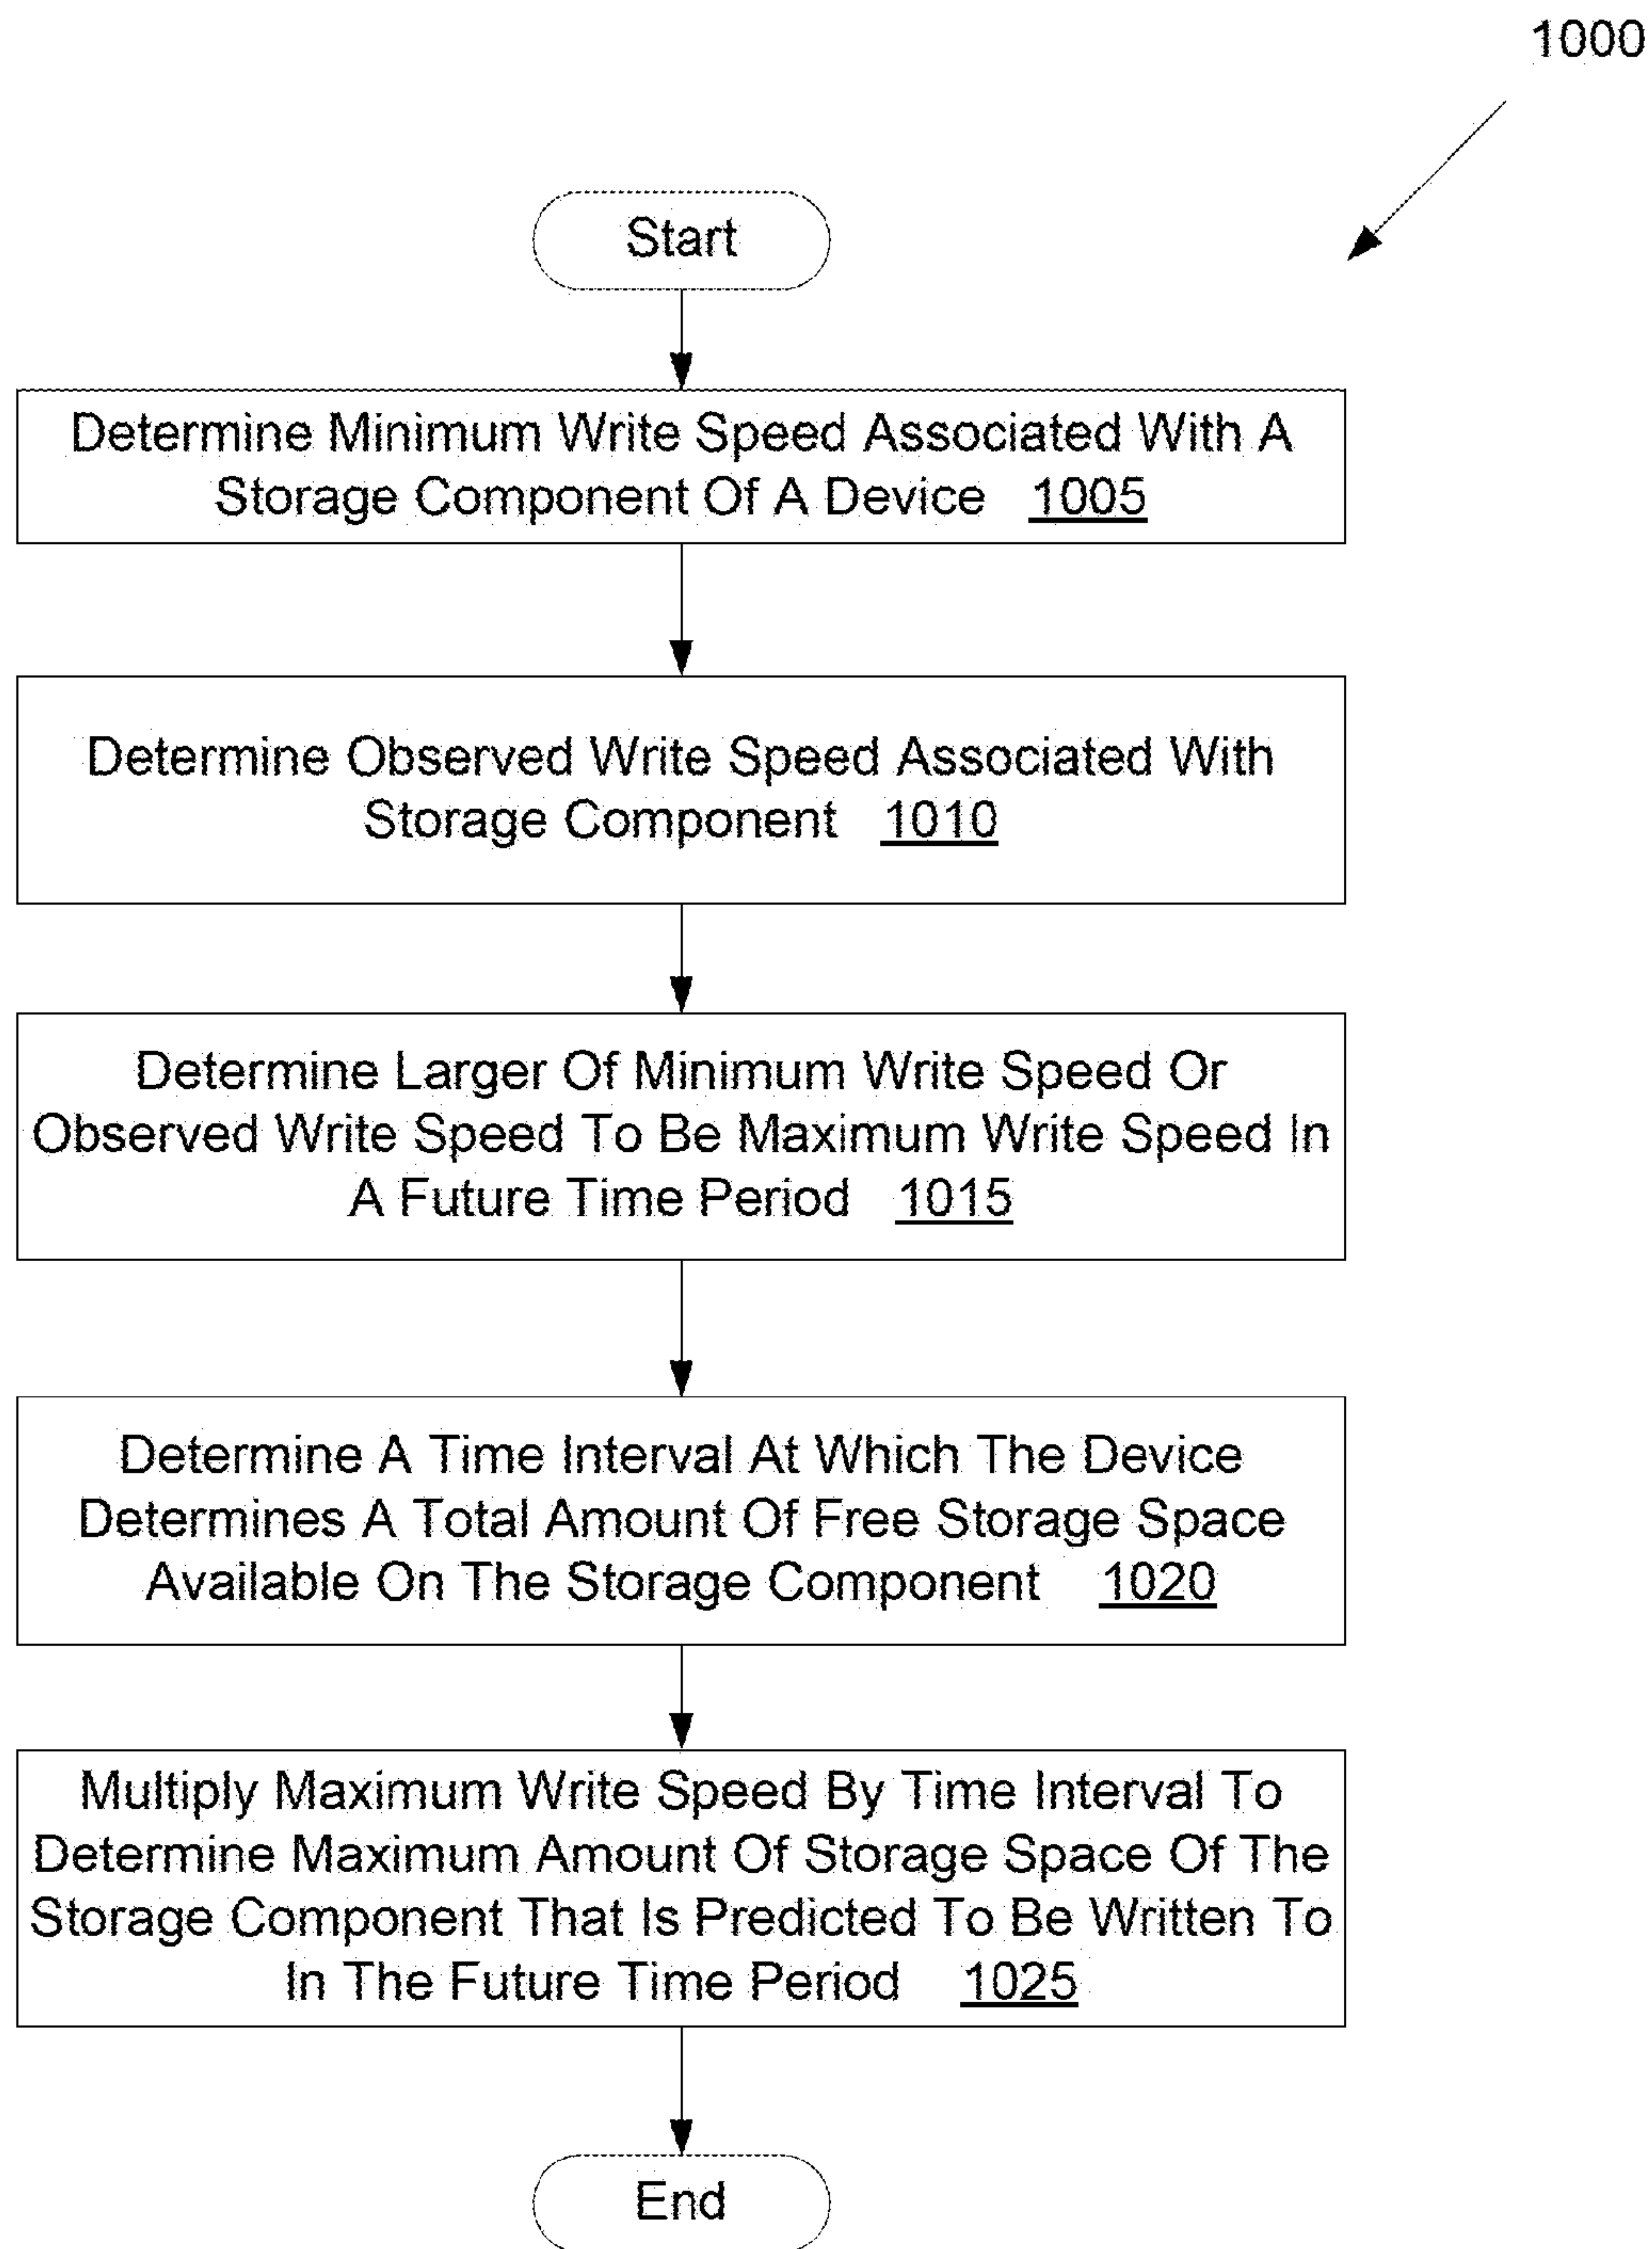 1000
Start
Determine Minimum Write Speed Associated With A
Storage Component Of A Device 1005
Determine Observed Write Speed Associated With
Storage Component 1010
Determine Larger Of Minimum Write Speed Or
Observed Write Speed To Be Maximum Write Speed In
A Future Time Period 1015
Determine A Time Interval At Which The Device
Determines A Total Amount Of Free Storage Space
Available On The Storage Component 1020
Multiply Maximum Write Speed By Time Interval To
Determine Maximum Amount Of Storage Space Of The
Storage Component That Is Predicted To Be Written To
In The Future Time Period 1025
End